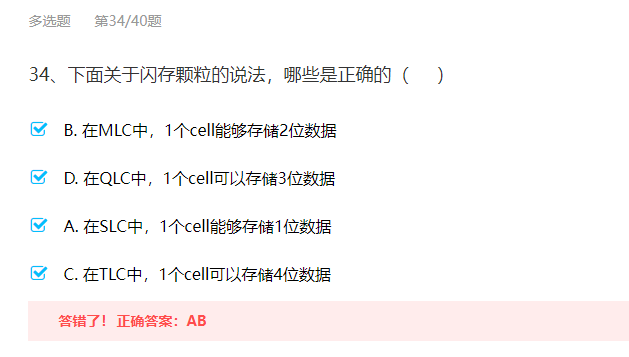 多选题 第34/40题
34、下面关于闪存颗粒的说法，哪些是正确的（ ）
B. 在MLC中，1个cell能够存储2位数据
D. 在QLC中，1个cell可以存储3位数据
A. 在SLC中，1个cell能够存储1位数据
C. 在TLC中，1个cell可以存储4位数据
答错了！正确答案：AB